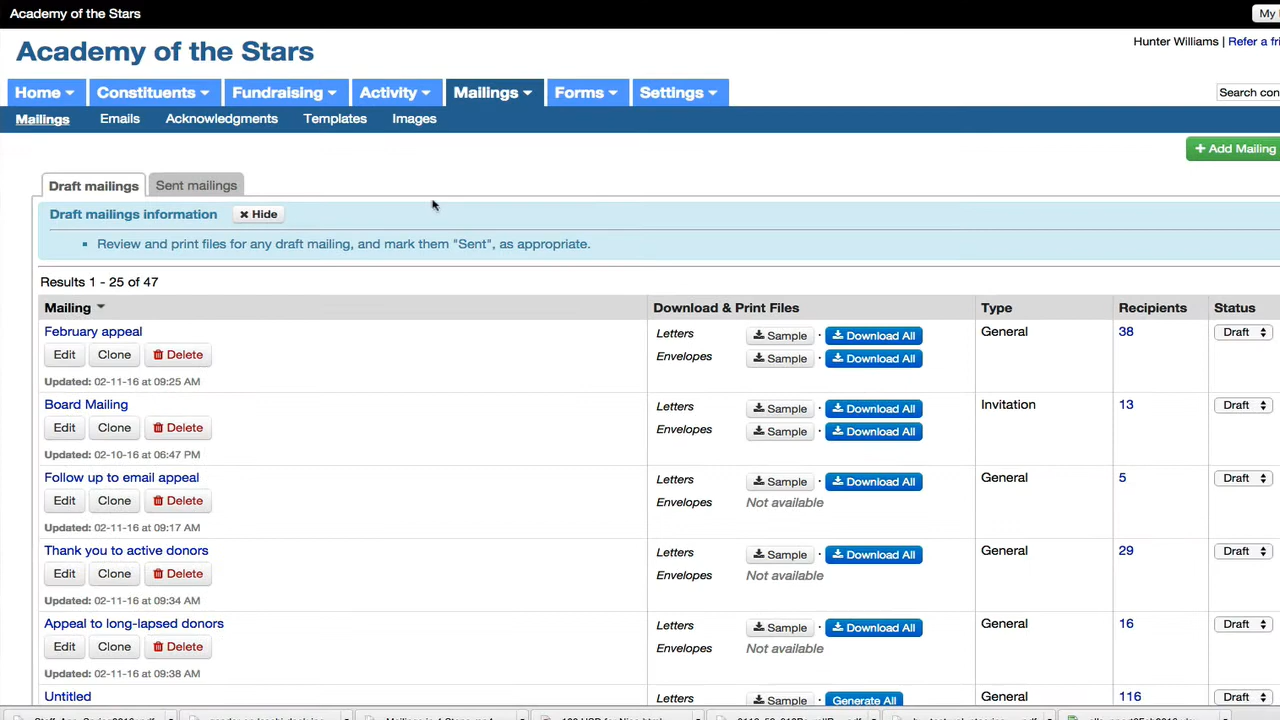 Academy of the Stars
My
Academy of the Stars
Hunter Williams | Refer a fri
Home Constituents Fundraising Activity Mailings Forms Settings
Search con
Mailings Emails Acknowledgments Templates Images
+ Add Mailing
Draft mailings Sent mailings
Draft mailings information × Hide
Review and print files for any draft mailing, and mark them "Sent", as appropriate.
Results 1 - 25 of 47
Mailing Download & Print Files Type Recipients Status
February appeal Letters Sample · Download All General 38 Draft
Edit Clone Delete Envelopes Sample · Download All
Updated: 02-11-16 at 09:25 AM
Board Mailing Letters Sample · Download All Invitation 13 Draft
Edit Clone Delete Envelopes Sample · Download All
Updated: 02-10-16 at 06:47 PM
Follow up to email appeal Letters Sample · Download All General 5 Draft
Edit Clone Delete Envelopes Not available
Updated: 02-11-16 at 09:17 AM
Thank you to active donors Letters Sample · Download All General 29 Draft
Edit Clone Delete Envelopes Not available
Updated: 02-11-16 at 09:34 AM
Appeal to long-lapsed donors Letters Sample · Download All General 16 Draft
Edit Clone Delete Envelopes Not available
Updated: 02-11-16 at 09:38 AM
Untitled Letters Sample · Generate All General 116 Draft